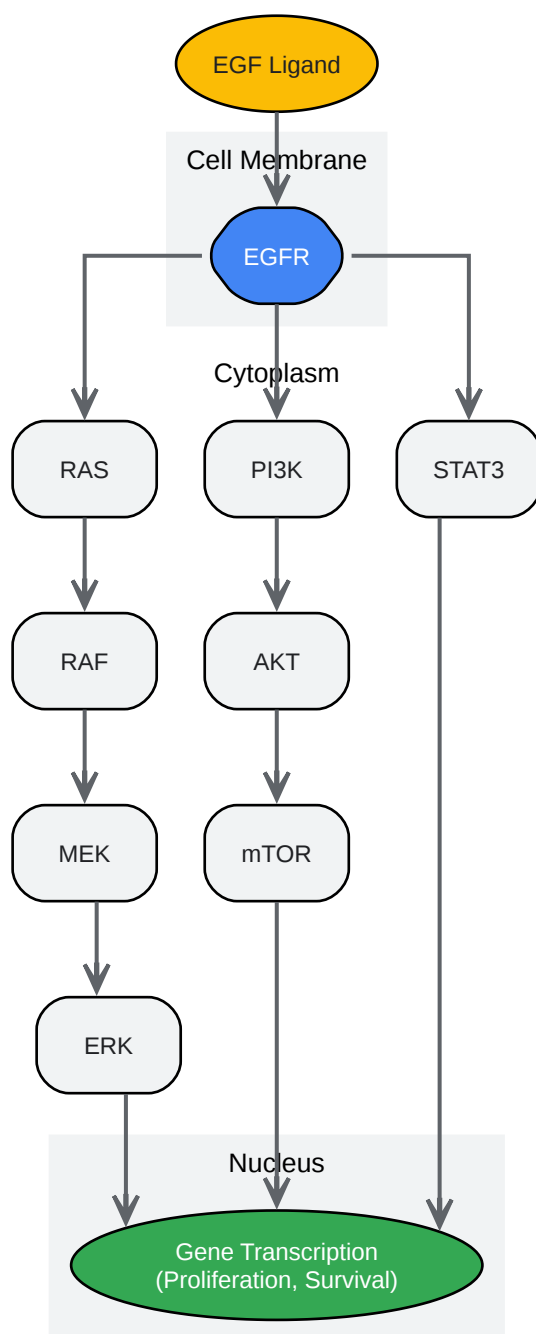 EGF Ligand
Cell Membrane
EGFR
Cytoplasm
RAS
PI3K
STAT3
RAF
AKT
MEK
mTOR
ERK
Nucleus
Gene Transcription
(Proliferation, Survival)